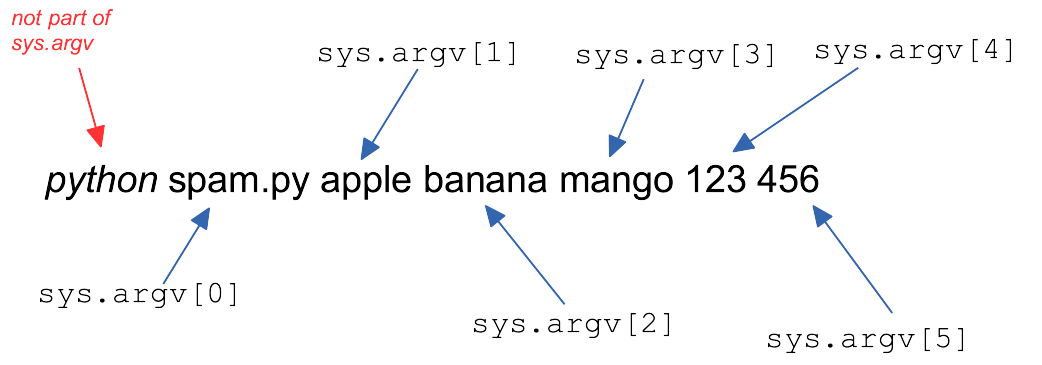 not part of
sys.argv
sys.argv[1]
sys.argv[3]
sys.argv[4]
python spam.py apple banana mango 123 456
sys.argv[0]
sys.argv[2]
sys.argv[5]